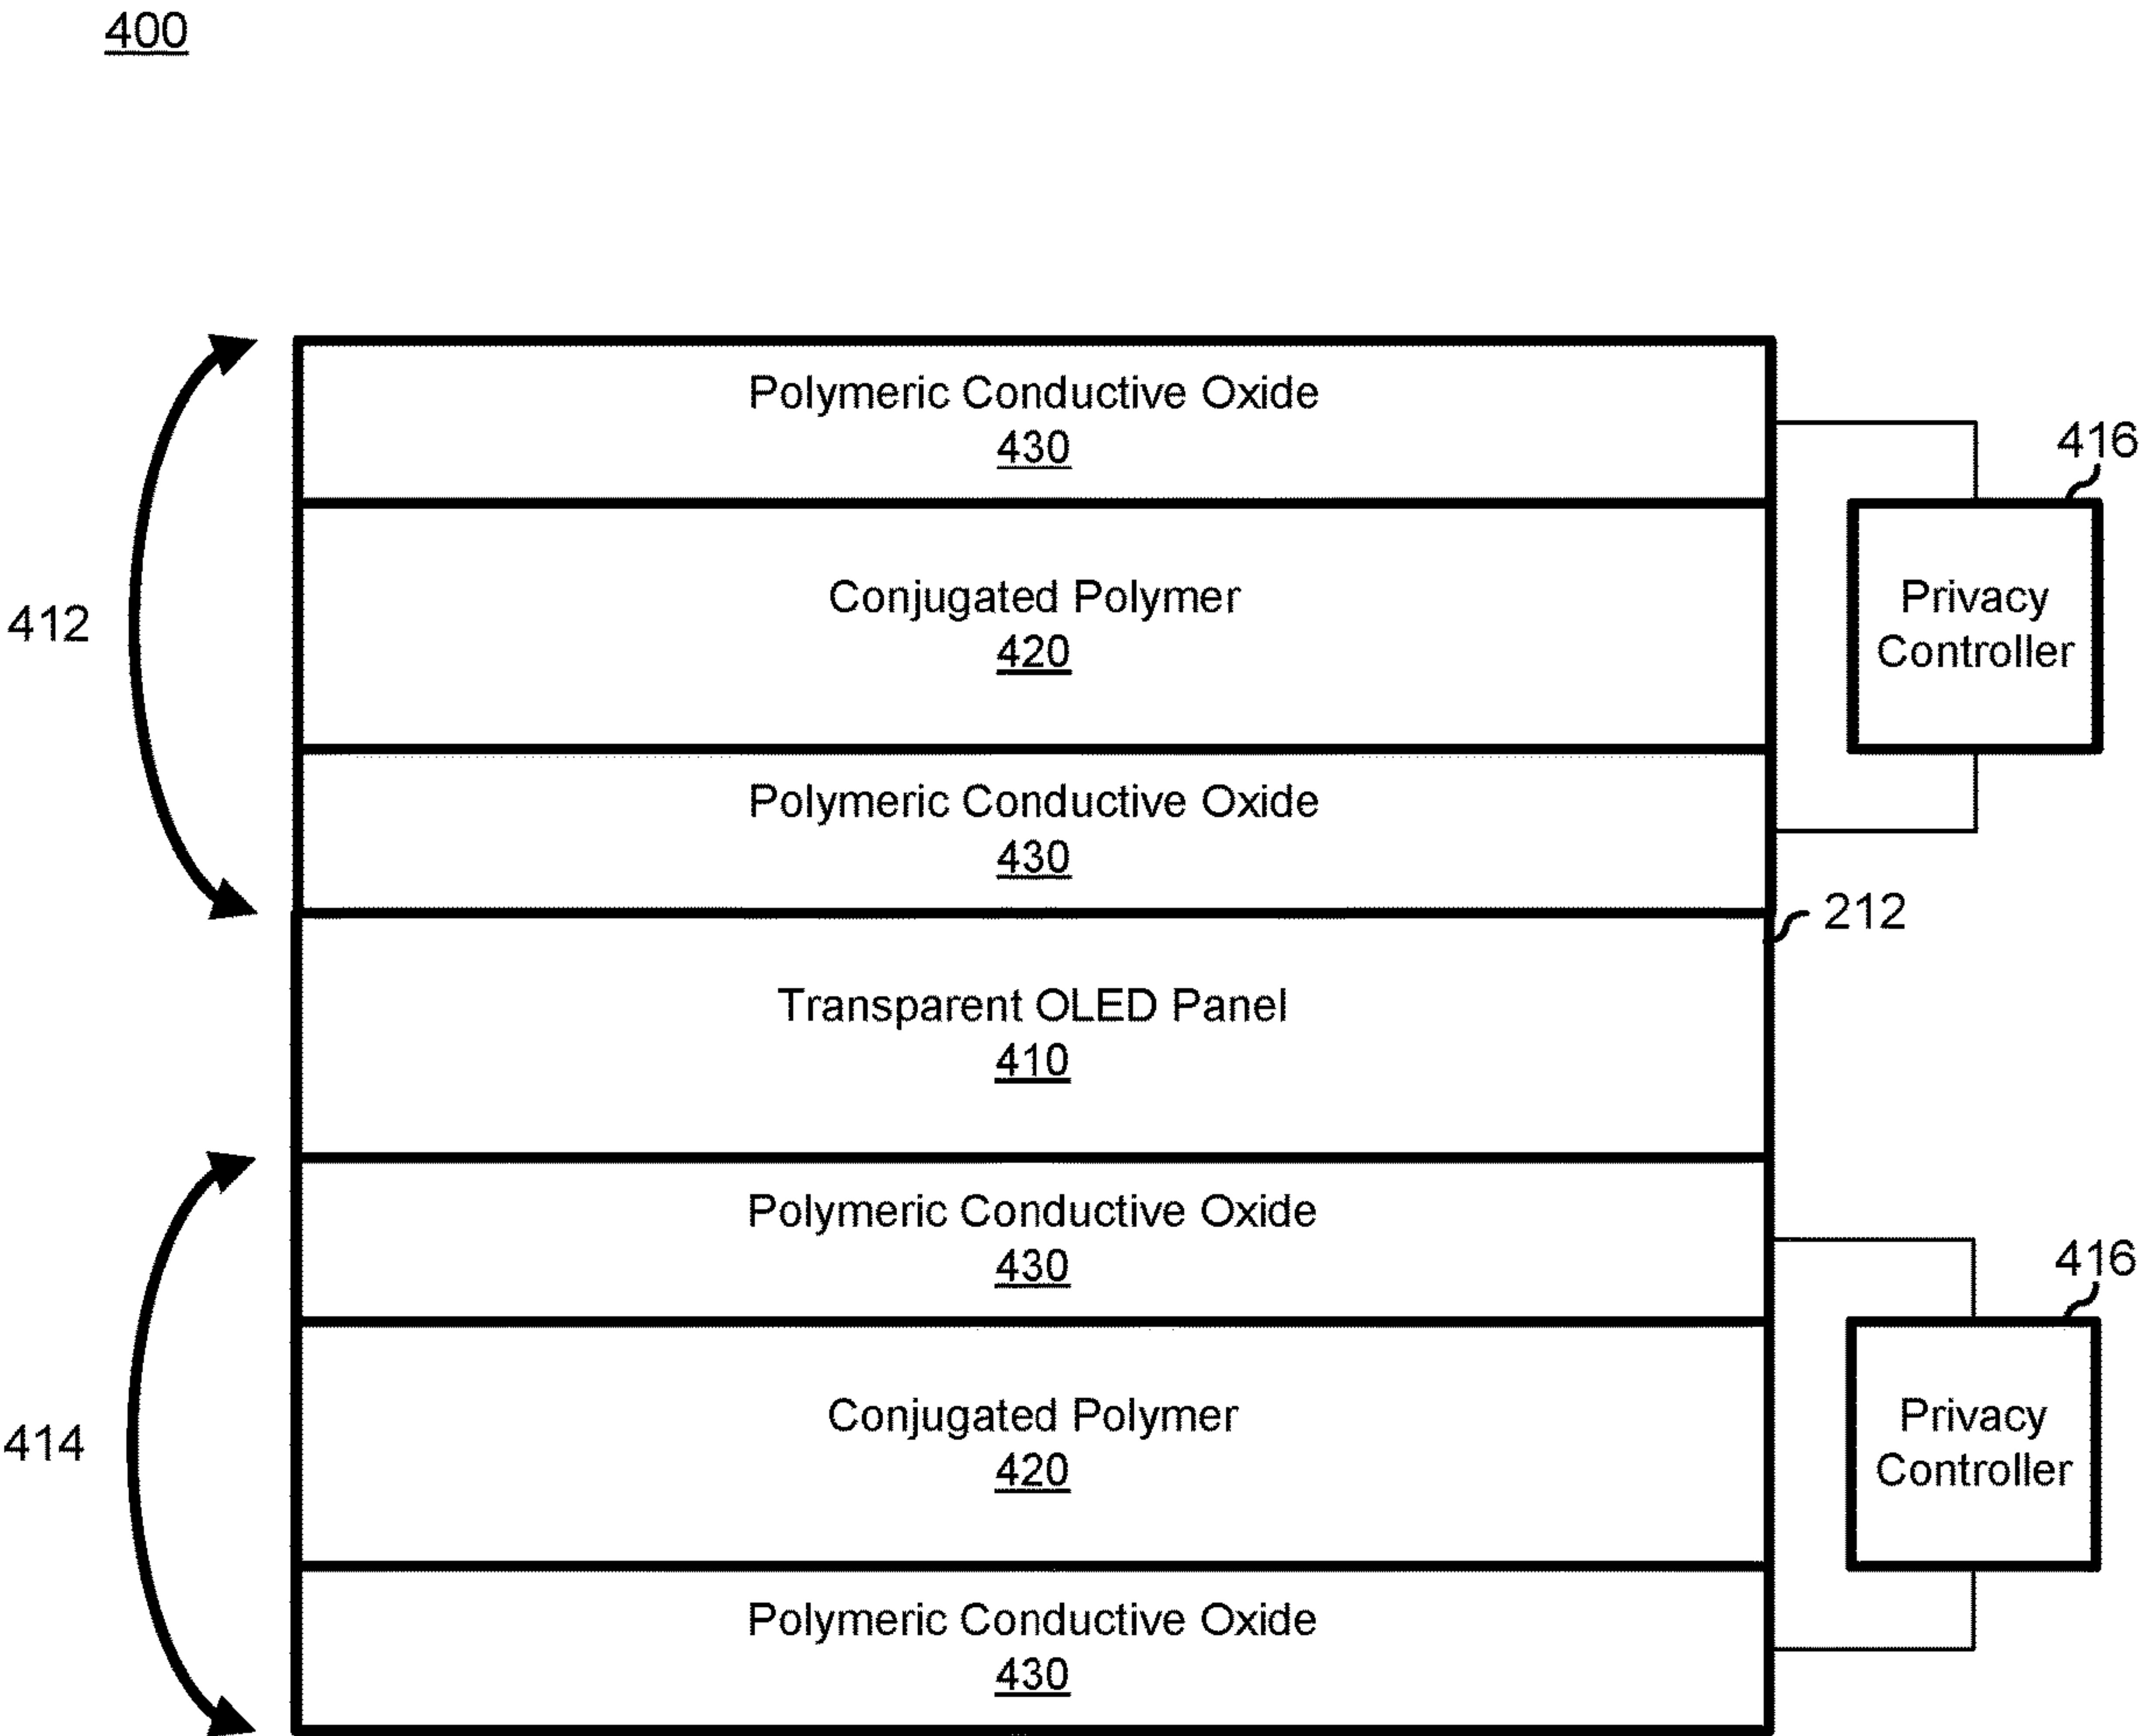 400
Polymeric Conductive Oxide
430
416
Conjugated Polymer
420
Privacy
Controller
412
Polymeric Conductive Oxide
430
212
Transparent OLED Panel
410
Polymeric Conductive Oxide
430
416
Conjugated Polymer
420
Privacy
Controller
414
Polymeric Conductive Oxide
430